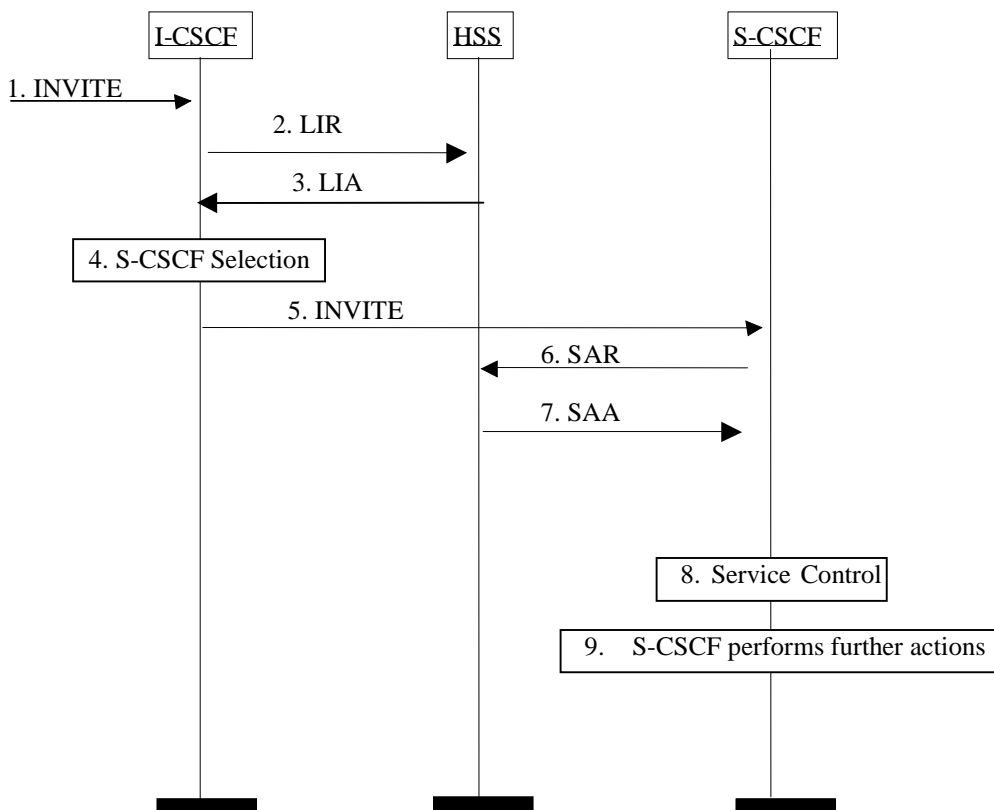 I-CSCF
HSS
S-CSCF
1. INVITE
2. LIR
3. LIA
4. S-CSCF Selection
5. INVITE
6. SAR
7. SAA
8. Service Control
9. S-CSCF performs further actions